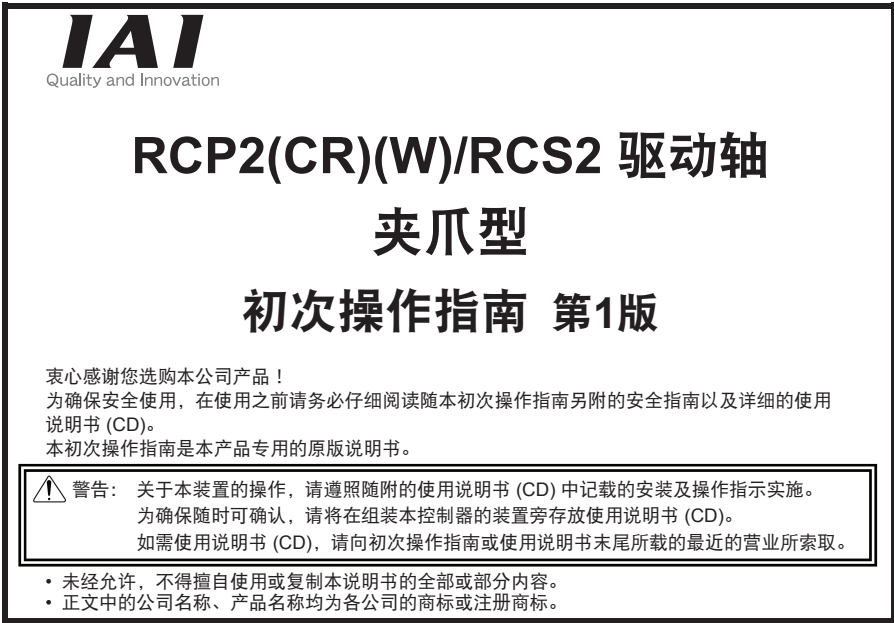 IAI
Quality and Innovation
RCP2(CR)(W)/RCS2 驱动轴
夹爪型
初次操作指南 第1版
衷心感谢您选购本公司产品！
为确保安全使用，在使用之前请务必仔细阅读随本初次操作指南另附的安全指南以及详细的使用
说明书 (CD)。
本初次操作指南是本产品专用的原版说明书。
警告： 关于本装置的操作，请遵照随附的使用说明书 (CD) 中记载的安装及操作指示实施。
为确保随时可确认，请将在组装本控制器的装置旁存放使用说明书 (CD)。
如需使用说明书 (CD)，请向初次操作指南或使用说明书末尾所载的最近的营业所索取。
• 未经允许，不得擅自使用或复制本说明书的全部或部分内容。
• 正文中的公司名称、产品名称均为各公司的商标或注册商标。